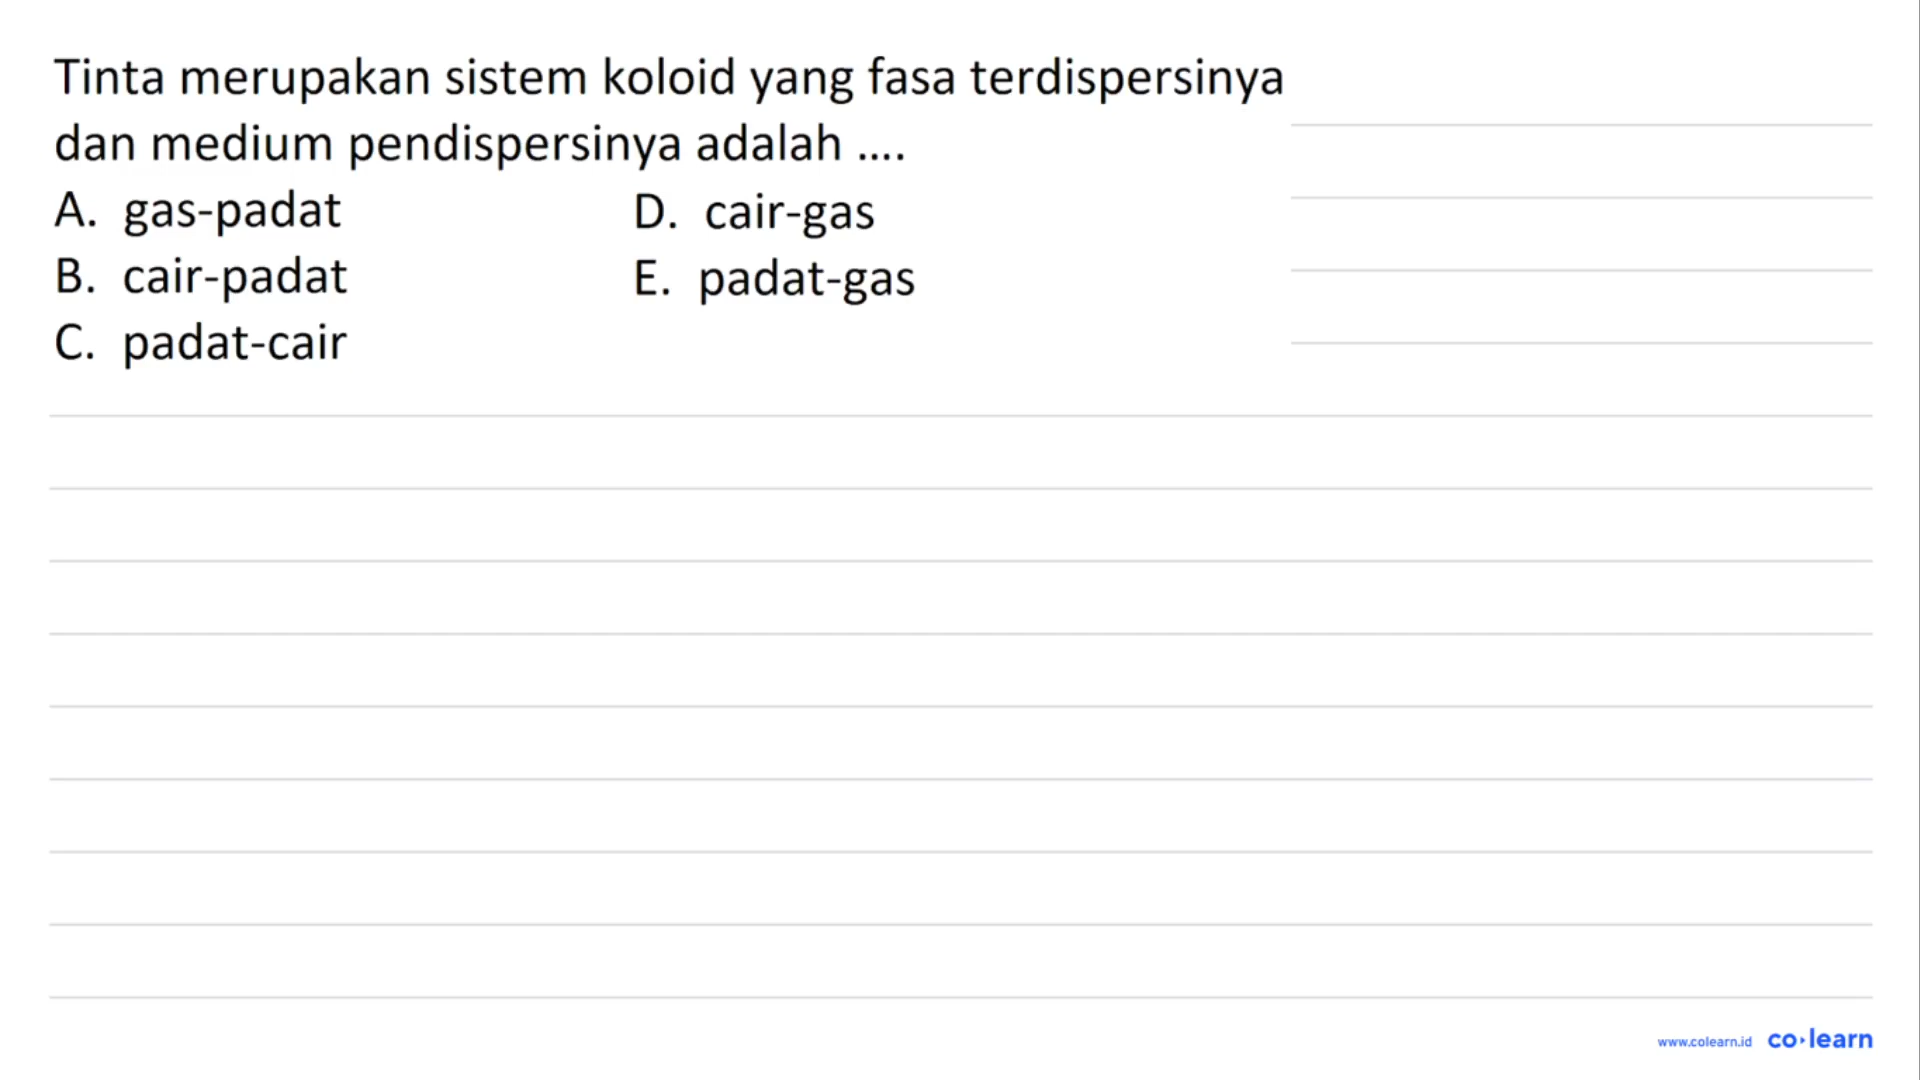 Tinta merupakan sistem koloid yang fasa terdispersinya
dan medium pendispersinya adalah ....
A. gas-padat
B. cair-padat
C. padat-cair
D. cair-gas
E. padat-gas
www.colearn.id co learn